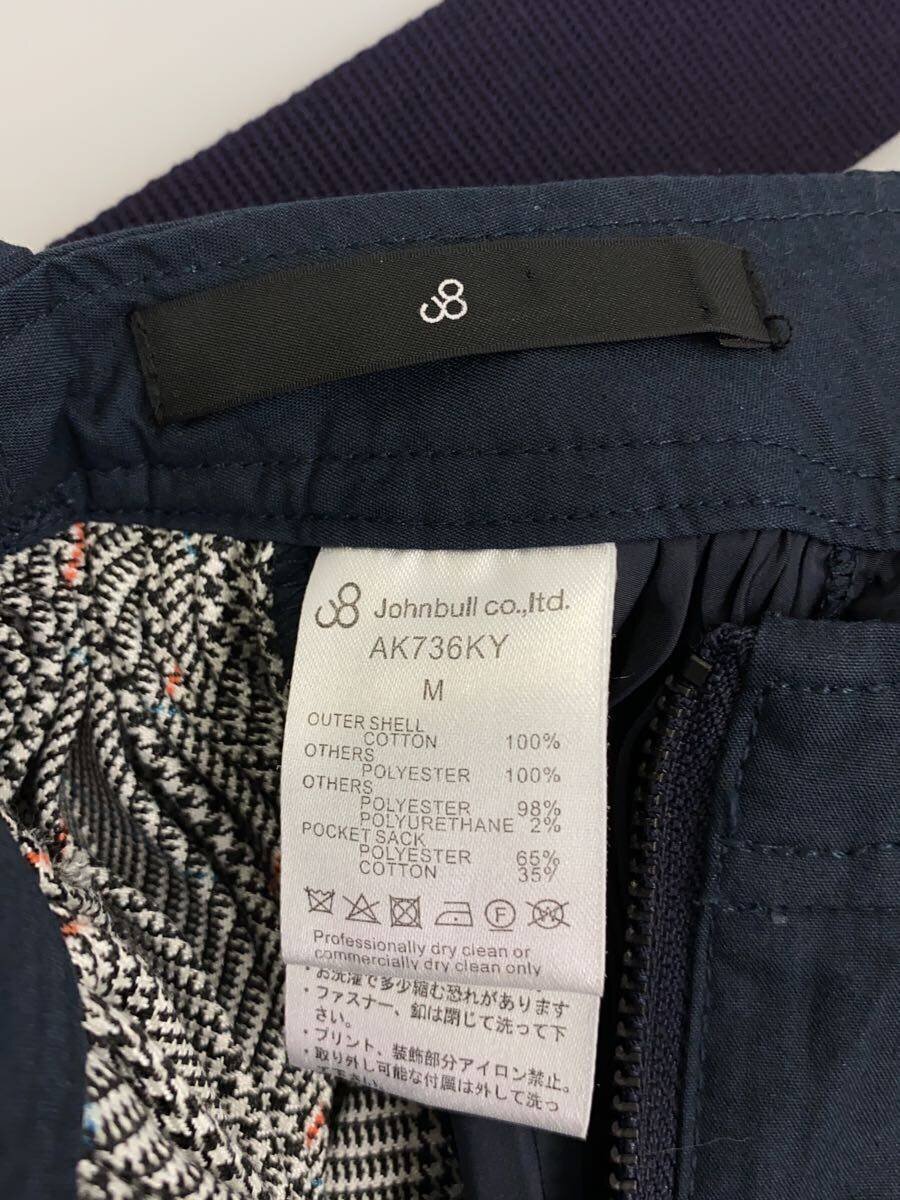 Johnbull co.,ltd.
AK736KY
M
OUTER SHELL
COTTON 100%
OTHERS
POLYESTER 100%
OTHERS
POLYESTER 98%
POLYURETHANE 2%
POCKET SACK
POLYESTER 65%
COTTON 35%
Professionally dry clean or
commercially dry clean only
・お洗濯で多少縮む恐れがあります
・ファスナー、釦は閉じて洗って下
さい。
・プリント、装飾部分アイロン禁止。
・取り外し可能な付属は外して洗っ
て下さい。